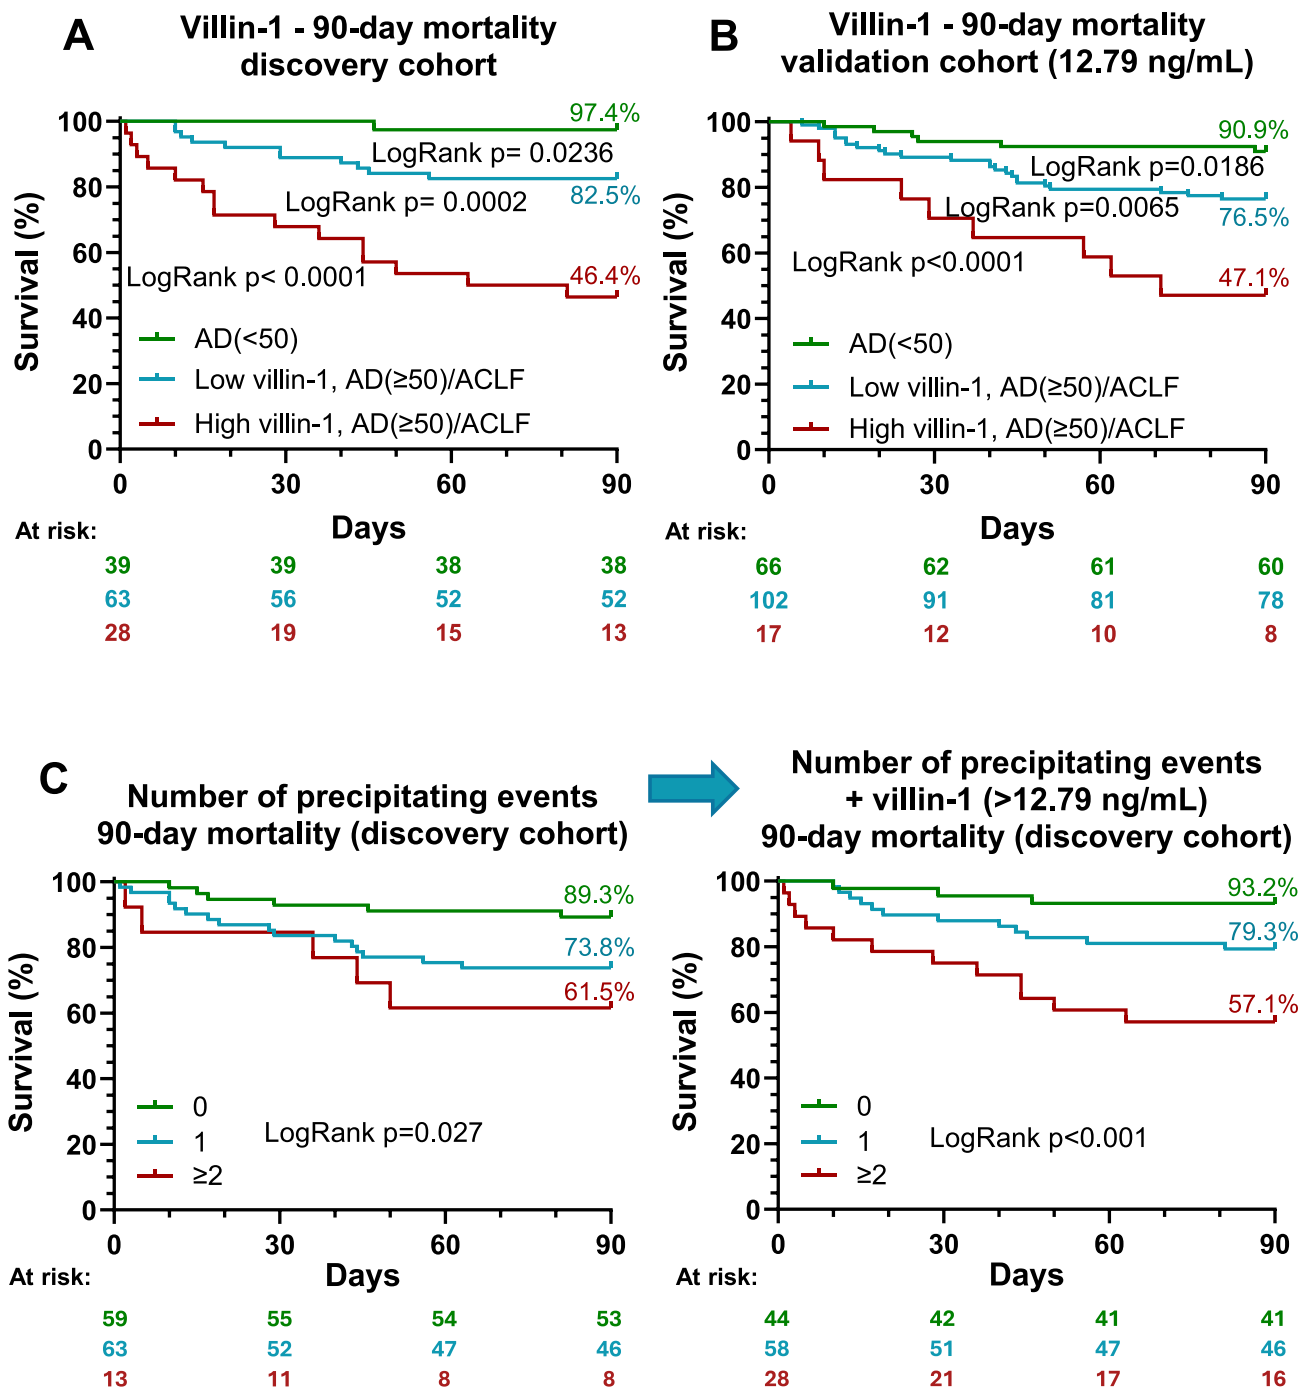 A
Villin-1 - 90-day mortality
discovery cohort
Survival (%)
100
80
60
40
20
0
97.4%
LogRank p= 0.0236
82.5%
LogRank p= 0.0002
LogRank p< 0.0001
46.4%
AD(<50)
Low villin-1, AD(≥50)/ACLF
High villin-1, AD(≥50)/ACLF
0 30 60 90
Days
At risk:
39 39 38 38
63 56 52 52
28 19 15 13
B
Villin-1 - 90-day mortality
validation cohort (12.79 ng/mL)
Survival (%)
100
80
60
40
20
0
90.9%
LogRank p=0.0186
LogRank p=0.0065
76.5%
LogRank p<0.0001
47.1%
AD(<50)
Low villin-1, AD(≥50)/ACLF
High villin-1, AD(≥50)/ACLF
0 30 60 90
Days
At risk:
66 62 61 60
102 91 81 78
17 12 10 8
C
Number of precipitating events
90-day mortality (discovery cohort)
Survival (%)
100
80
60
40
20
0
89.3%
73.8%
61.5%
0
1
≥2
LogRank p=0.027
0 30 60 90
Days
At risk:
59 55 54 53
63 52 47 46
13 11 8 8
Number of precipitating events
+ villin-1 (>12.79 ng/mL)
90-day mortality (discovery cohort)
Survival (%)
100
80
60
40
20
0
93.2%
79.3%
57.1%
0
1
≥2
LogRank p<0.001
0 30 60 90
Days
At risk:
44 42 41 41
58 51 47 46
28 21 17 16